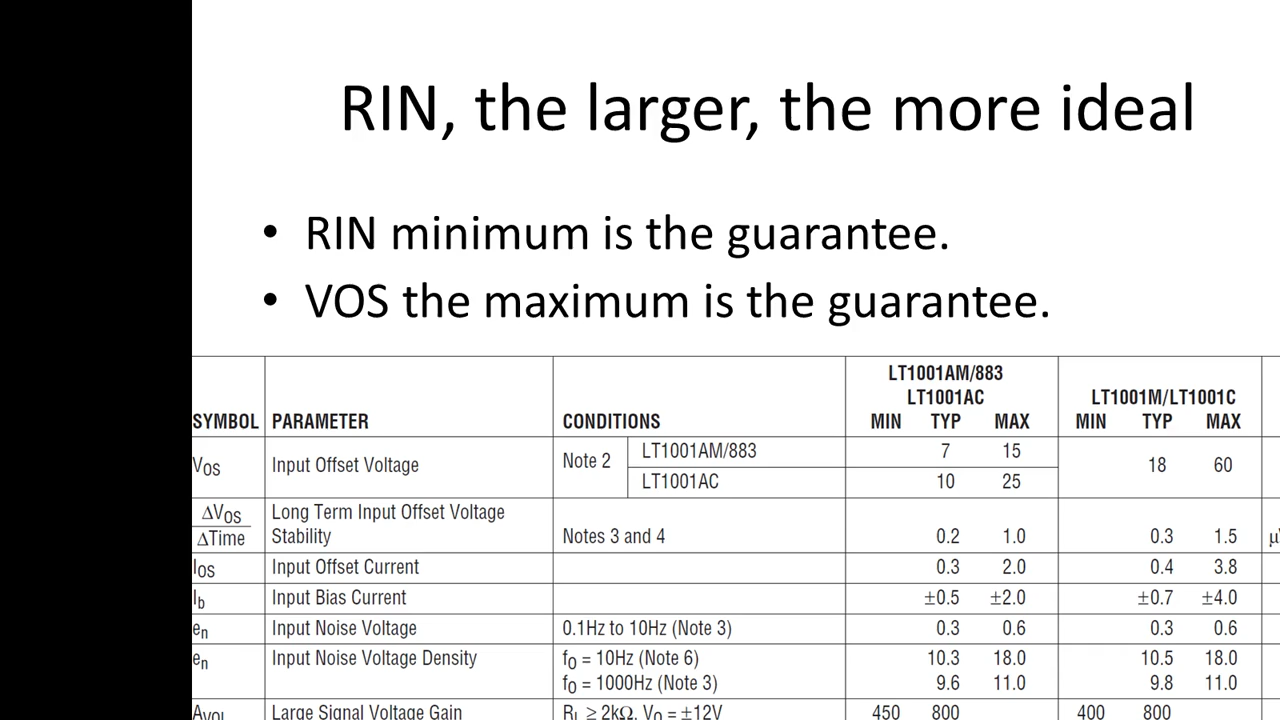 RIN, the larger, the more ideal
• RIN minimum is the guarantee.
• VOS the maximum is the guarantee.
LT1001AM/883
LT1001AC LT1001M/LT1001C
SYMBOL PARAMETER CONDITIONS MIN TYP MAX MIN TYP MAX
VOS Input Offset Voltage Note 2 LT1001AM/883 7 15 18 60
LT1001AC 10 25
ΔVOS Long Term Input Offset Voltage
ΔTime Stability Notes 3 and 4 0.2 1.0 0.3 1.5
IOS Input Offset Current 0.3 2.0 0.4 3.8
Ib Input Bias Current ±0.5 ±2.0 ±0.7 ±4.0
en Input Noise Voltage 0.1Hz to 10Hz (Note 3) 0.3 0.6 0.3 0.6
en Input Noise Voltage Density fO = 10Hz (Note 6) 10.3 18.0 10.5 18.0
fO = 1000Hz (Note 3) 9.6 11.0 9.8 11.0
AVOL Large Signal Voltage Gain RL ≥ 2kΩ, VO = ±12V 450 800 400 800